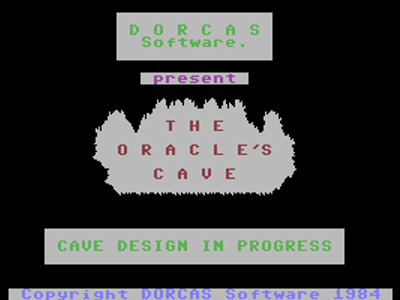 D O R C A S
Software.
present
T H E
O R A C L E ' S
C A V E
CAVE DESIGN IN PROGRESS
Copyright DORCAS Software 1984